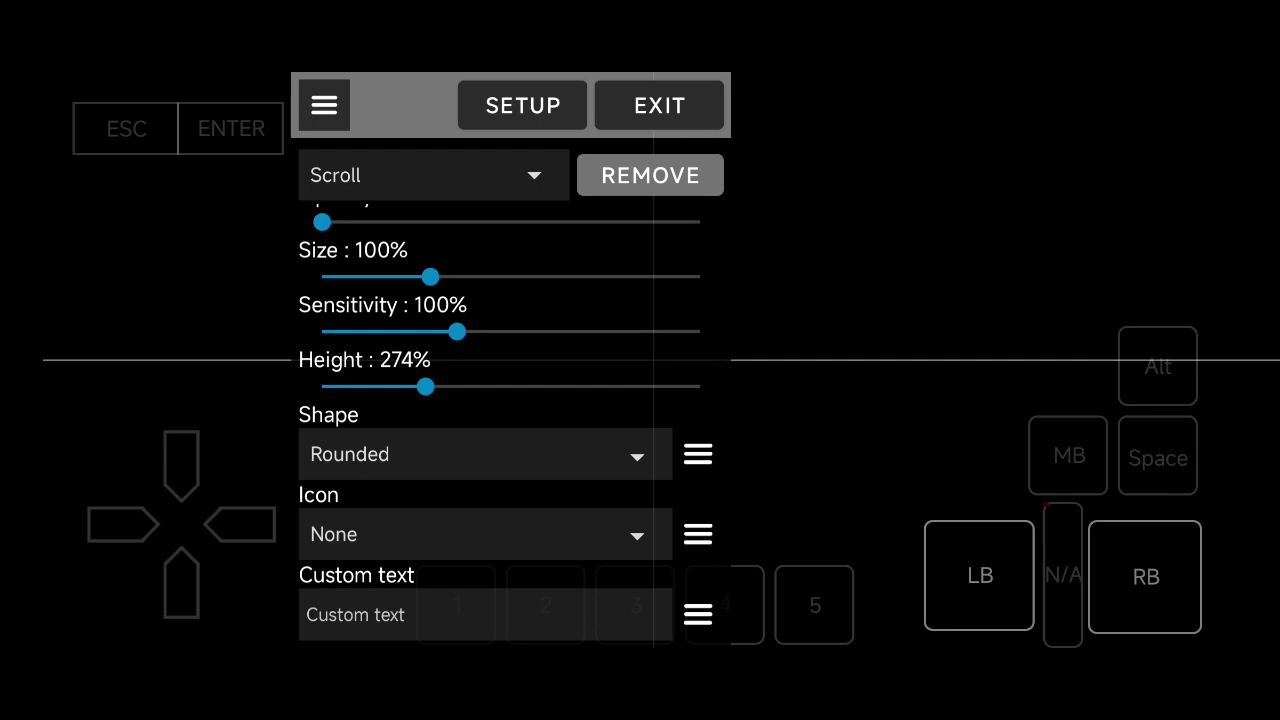 SETUP EXIT
ESC ENTER
Scroll REMOVE
Size : 100%
Sensitivity : 100%
Height : 274%
Alt
Shape
Rounded
MB Space
Icon
None
Custom text
LB N/A RB
1 2 3 4 5
Custom text